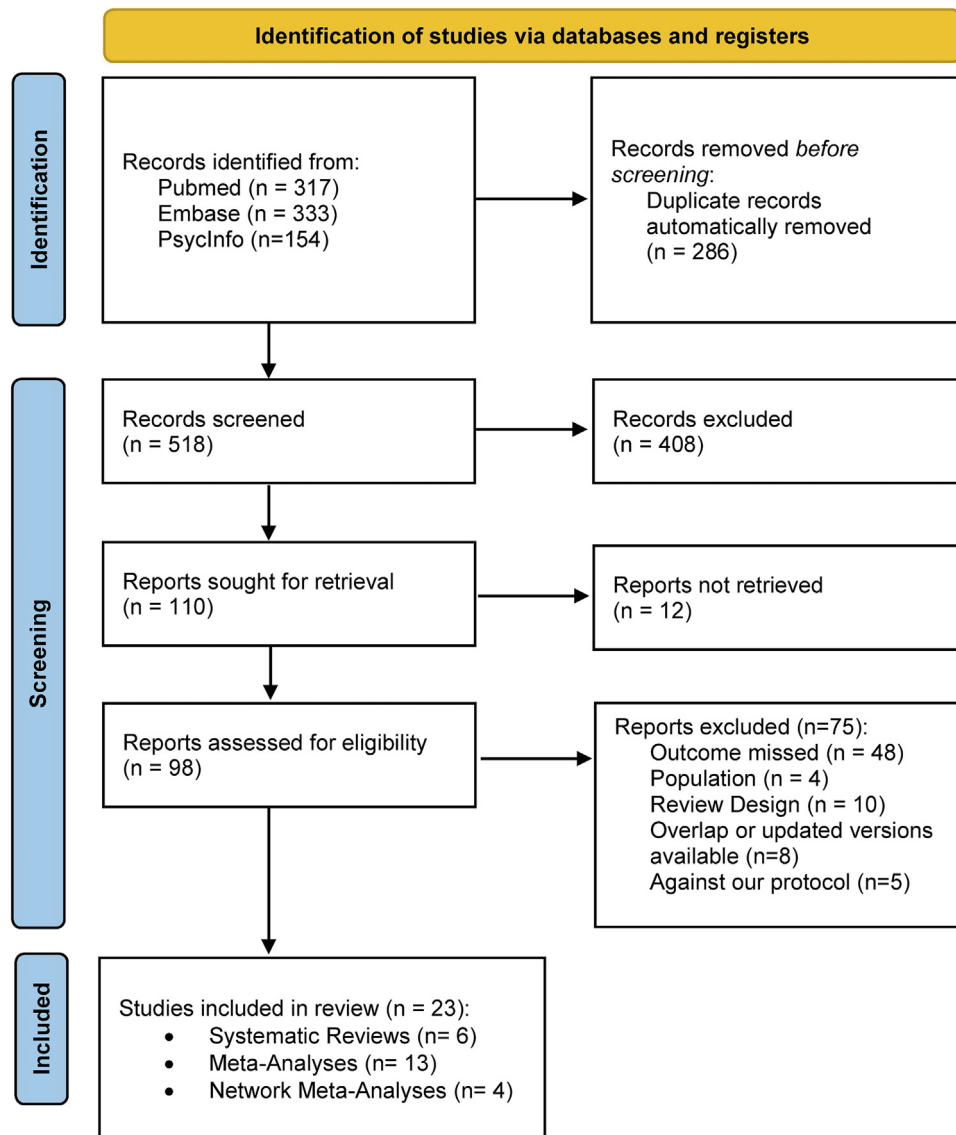 Identification of studies via databases and registers
Identification
Records identified from:
Pubmed (n = 317)
Embase (n = 333)
PsycInfo (n=154)
Records removed before
screening:
Duplicate records
automatically removed
(n = 286)
Screening
Records screened
(n = 518)
Records excluded
(n = 408)
Reports sought for retrieval
(n = 110)
Reports not retrieved
(n = 12)
Reports assessed for eligibility
(n = 98)
Reports excluded (n=75):
Outcome missed (n = 48)
Population (n = 4)
Review Design (n = 10)
Overlap or updated versions
available (n=8)
Against our protocol (n=5)
Included
Studies included in review (n = 23):
• Systematic Reviews (n= 6)
• Meta-Analyses (n= 13)
• Network Meta-Analyses (n= 4)